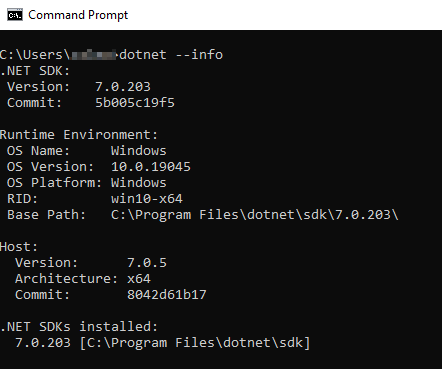 Command Prompt
C:\Users\>dotnet --info
.NET SDK:
Version: 7.0.203
Commit: 5b005c19f5
Runtime Environment:
OS Name: Windows
OS Version: 10.0.19045
OS Platform: Windows
RID: win10-x64
Base Path: C:\Program Files\dotnet\sdk\7.0.203\
Host:
Version: 7.0.5
Architecture: x64
Commit: 8042d61b17
.NET SDKs installed:
7.0.203 [C:\Program Files\dotnet\sdk]